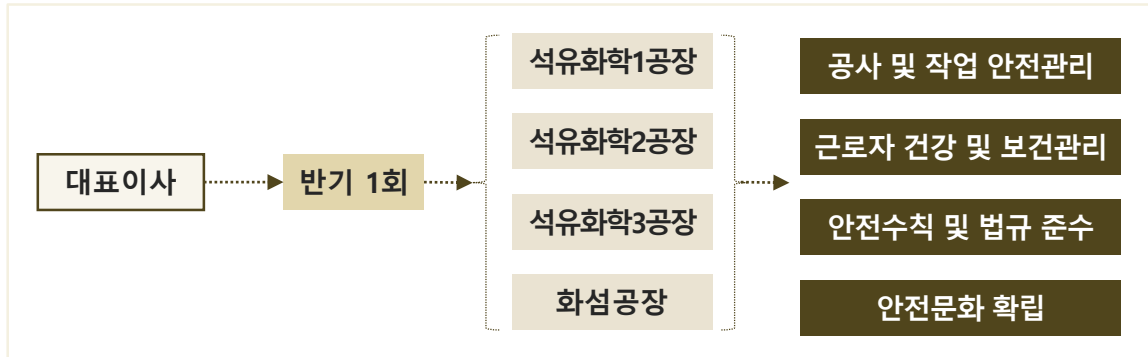 대표이사
반기 1회
석유화학1공장
석유화학2공장
석유화학3공장
화섬공장
공사 및 작업 안전관리
근로자 건강 및 보건관리
안전수칙 및 법규 준수
안전문화 확립